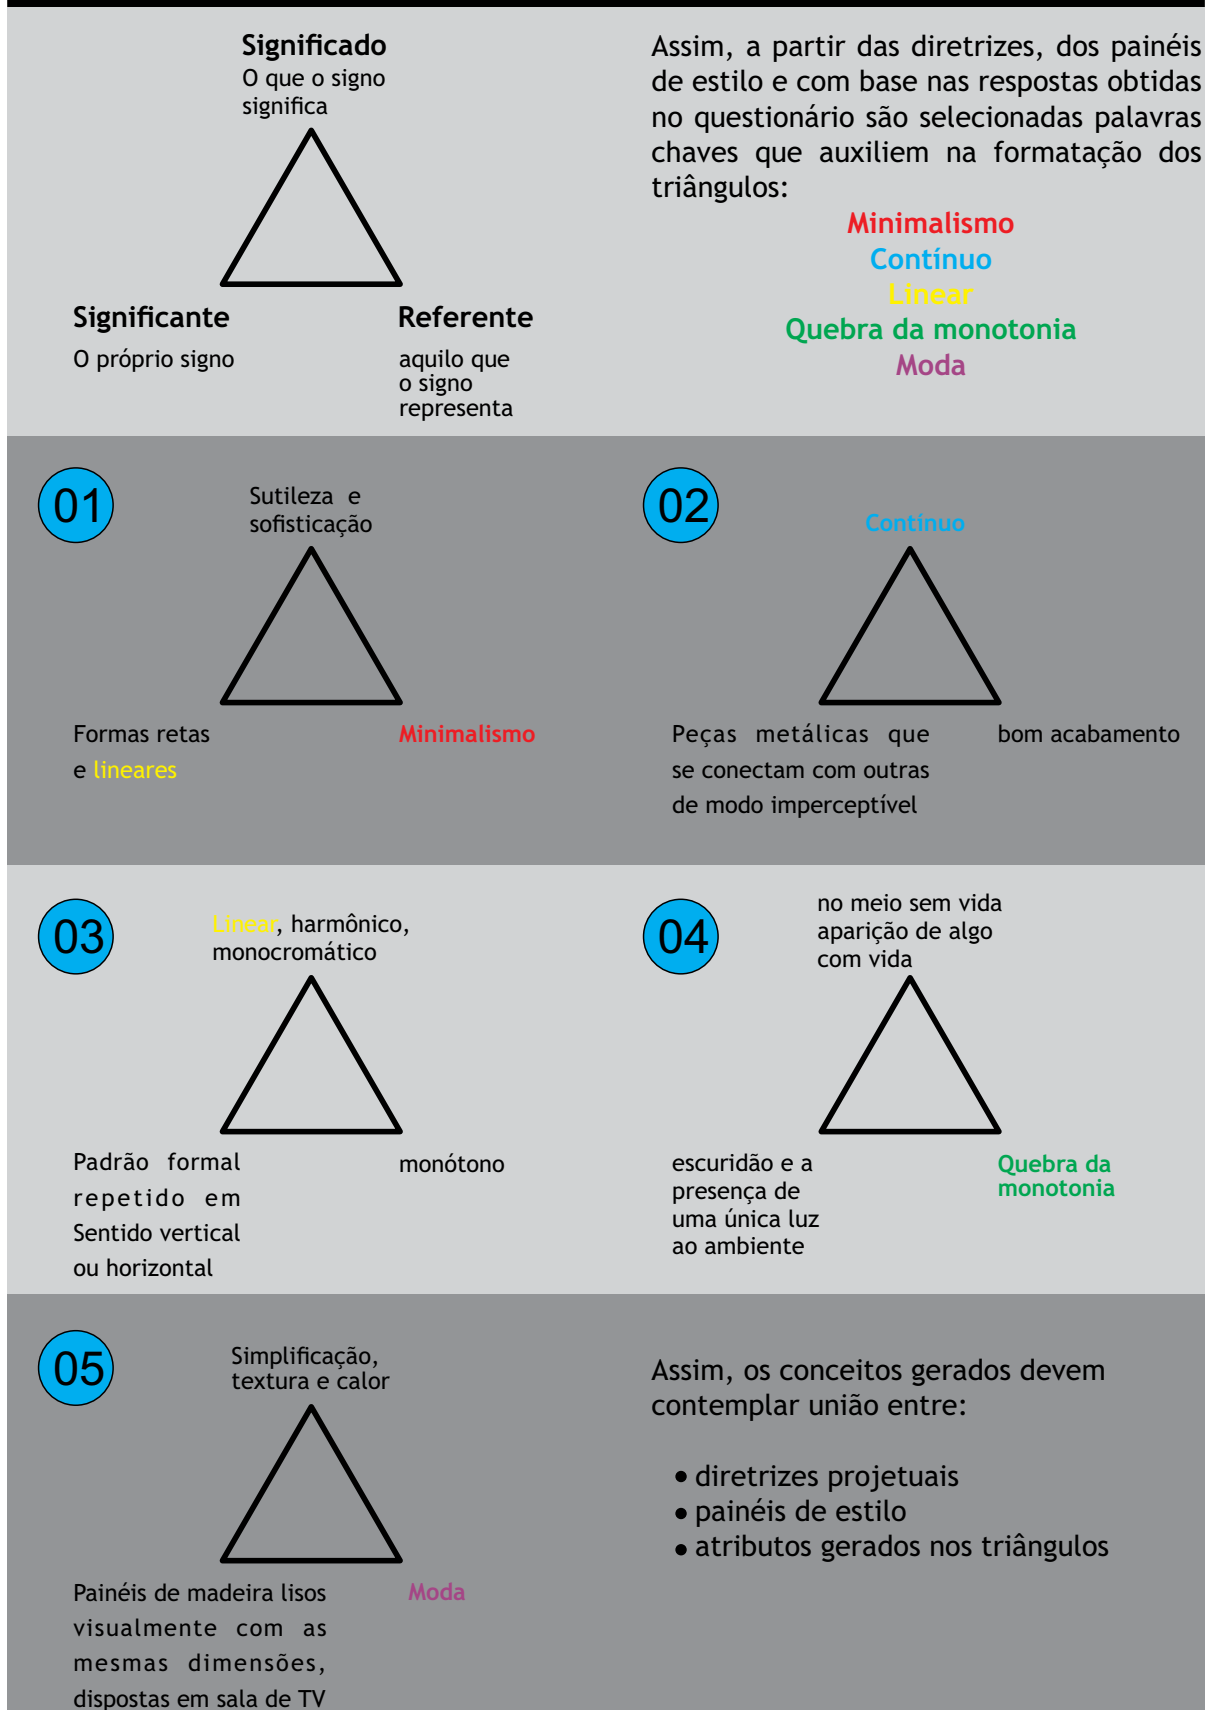 Significado
O que o signo
significa
Significante
O próprio signo
Referente
aquilo que
o signo
representa
Assim, a partir das diretrizes, dos painéis
de estilo e com base nas respostas obtidas
no questionário são selecionadas palavras
chaves que auxiliem na formatação dos
triângulos:
Minimalismo
Contínuo
Linear
Quebra da monotonia
Moda
01
Sutileza e
sofisticação
Formas retas
e lineares
Minimalismo
02
Contínuo
Peças metálicas que
se conectam com outras
de modo imperceptível
bom acabamento
03
Linear, harmônico,
monocromático
Padrão formal
repetido em
Sentido vertical
ou horizontal
monótono
04
no meio sem vida
aparição de algo
com vida
escuridão e a
presença de
uma única luz
ao ambiente
Quebra da
monotonia
05
Simplificação,
textura e calor
Painéis de madeira lisos
visualmente com as
mesmas dimensões,
dispostas em sala de TV
Moda
Assim, os conceitos gerados devem
contemplar união entre:
• diretrizes projetuais
• painéis de estilo
• atributos gerados nos triângulos